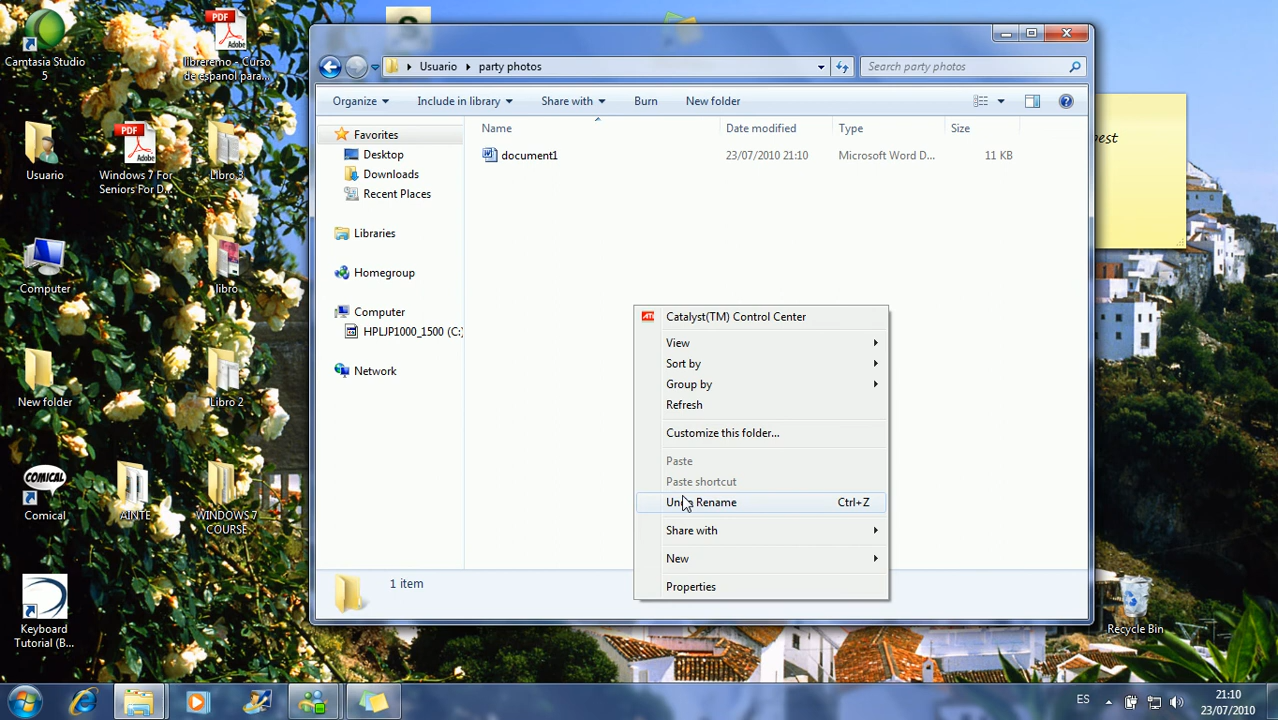 Camtasia Studio
5
libreremo - Curso
de espanol para...
Usuario
Windows 7 For
Seniors For D...
Libro 3
Computer
libro
New folder
Libro 2
COMICAL
Comical
AINTE
WINDOWS 7
COURSE
Keyboard
Tutorial (B...
PDF
Adobe
PDF
Adobe
Usuario
party photos
Search party photos
Organize
Include in library
Share with
Burn
New folder
Favorites
Desktop
Downloads
Recent Places
Libraries
Homegroup
Computer
HPLJP1000_1500 (C:)
Network
Name
Date modified
Type
Size
document1
23/07/2010 21:10
Microsoft Word D...
11 KB
ATI
Catalyst(TM) Control Center
View
Sort by
Group by
Refresh
Customize this folder...
Paste
Paste shortcut
Undo Rename
Ctrl+Z
Share with
New
Properties
1 item
best
Recycle Bin
ES
21:10
23/07/2010